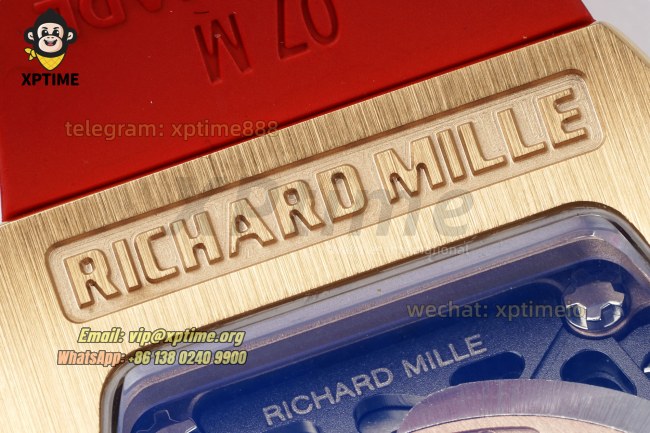 07 M
XPTIME
telegram: xptime888
RICHARD MILLE
XPtime
wechat: xptime
Email: vip@xptime.org
WhatsApp: +86 138 0240 9900
RICHARD MILLE